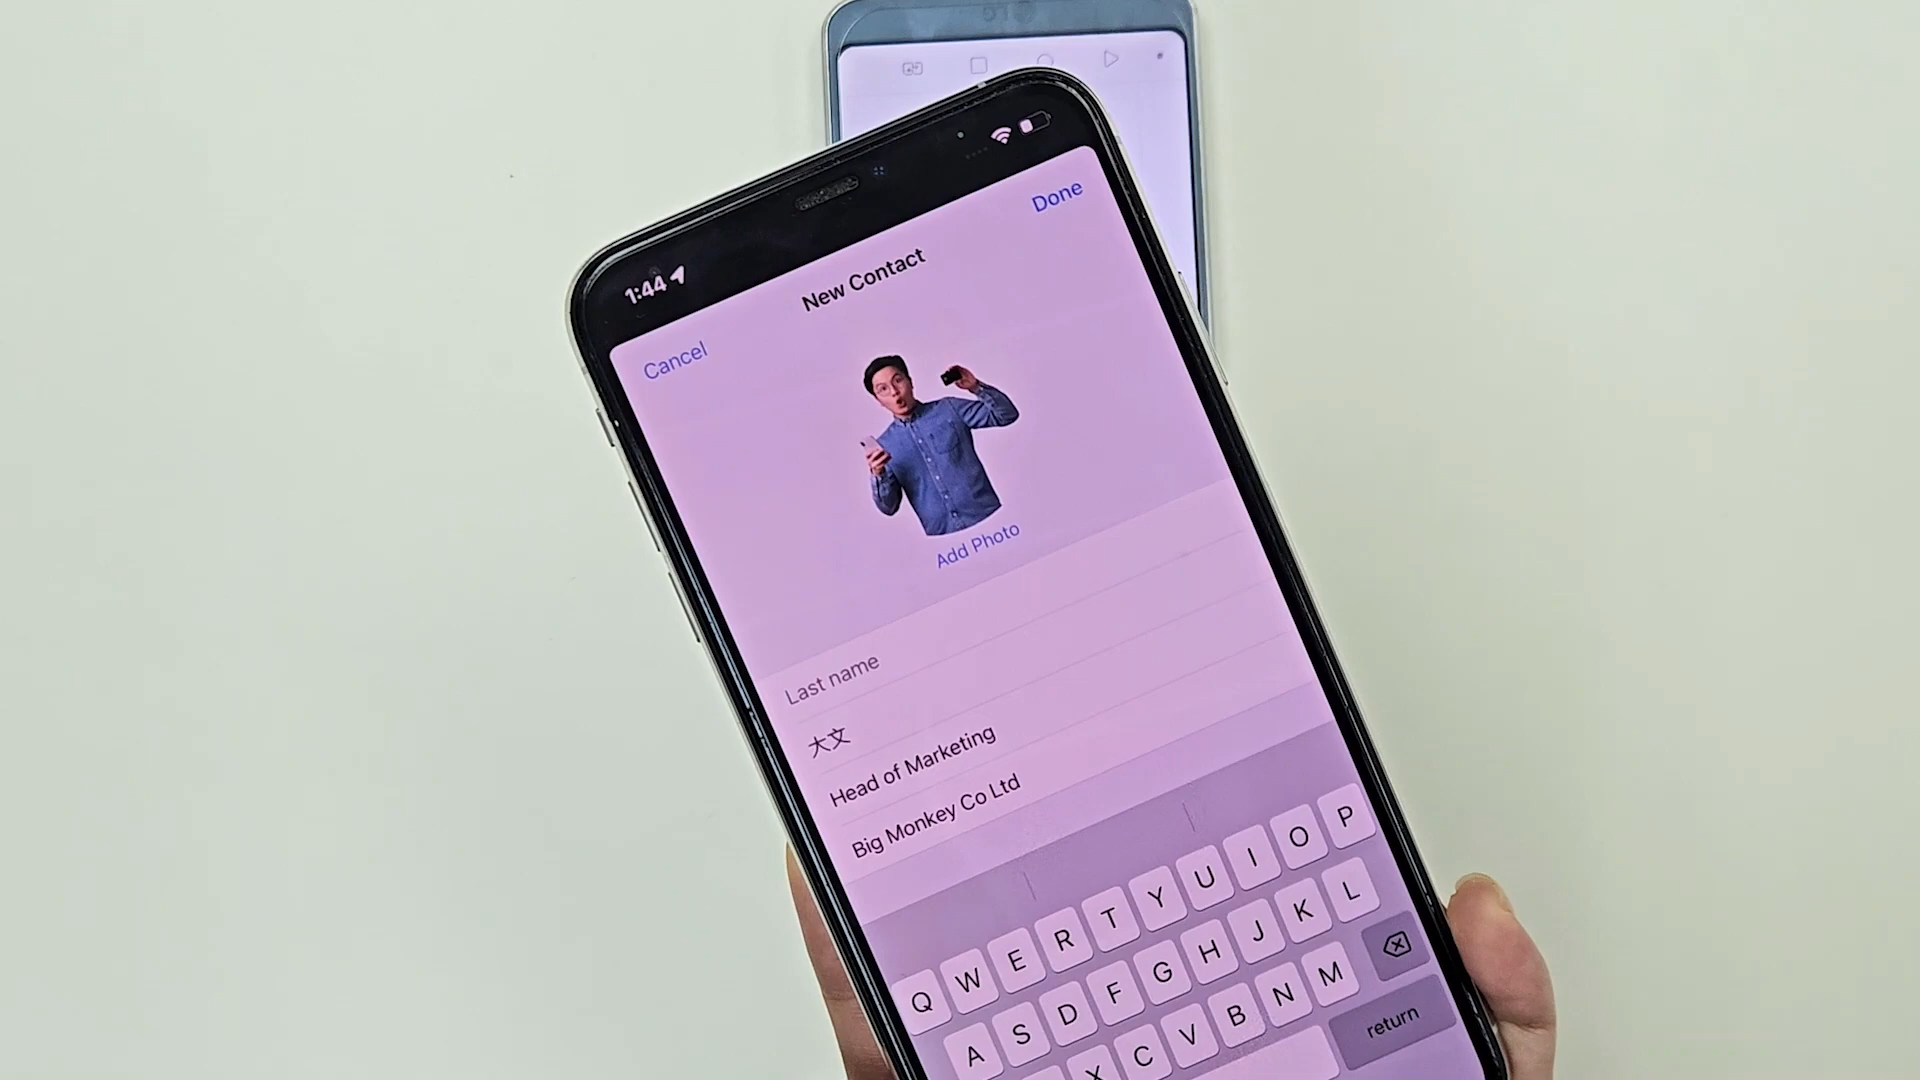 LG
1:44
Done
New Contact
Cancel
Add Photo
Last name
大文
Head of Marketing
Big Monkey Co Ltd
Q W E R T Y U I O P
A S D F G H J K L
X C V B N M
return